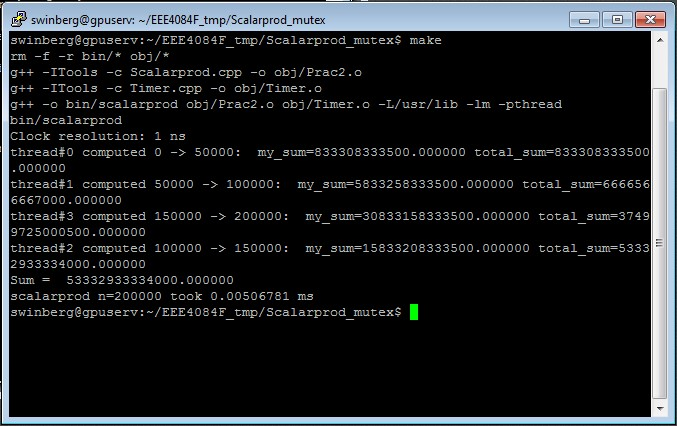 swinberg@gpuserv: ~/EEE4084F_tmp/Scalarprod_mutex
swinberg@gpuserv:~/EEE4084F_tmp/Scalarprod_mutex$ make
rm -f -r bin/* obj/*
g++ -ITools -c Scalarprod.cpp -o obj/Prac2.o
g++ -ITools -c Timer.cpp -o obj/Timer.o
g++ -o bin/scalarprod obj/Prac2.o obj/Timer.o -L/usr/lib -lm -pthread
bin/scalarprod
Clock resolution: 1 ns
thread#0 computed 0 -> 50000:  my_sum=833308333500.000000 total_sum=833308333500
.000000
thread#1 computed 50000 -> 100000:  my_sum=5833258333500.000000 total_sum=666656
6667000.000000
thread#3 computed 150000 -> 200000:  my_sum=30833158333500.000000 total_sum=3749
9725000500.000000
thread#2 computed 100000 -> 150000:  my_sum=15833208333500.000000 total_sum=5333
2933334000.000000
Sum =  53332933334000.000000
scalarprod n=200000 took 0.00506781 ms
swinberg@gpuserv:~/EEE4084F_tmp/Scalarprod_mutex$